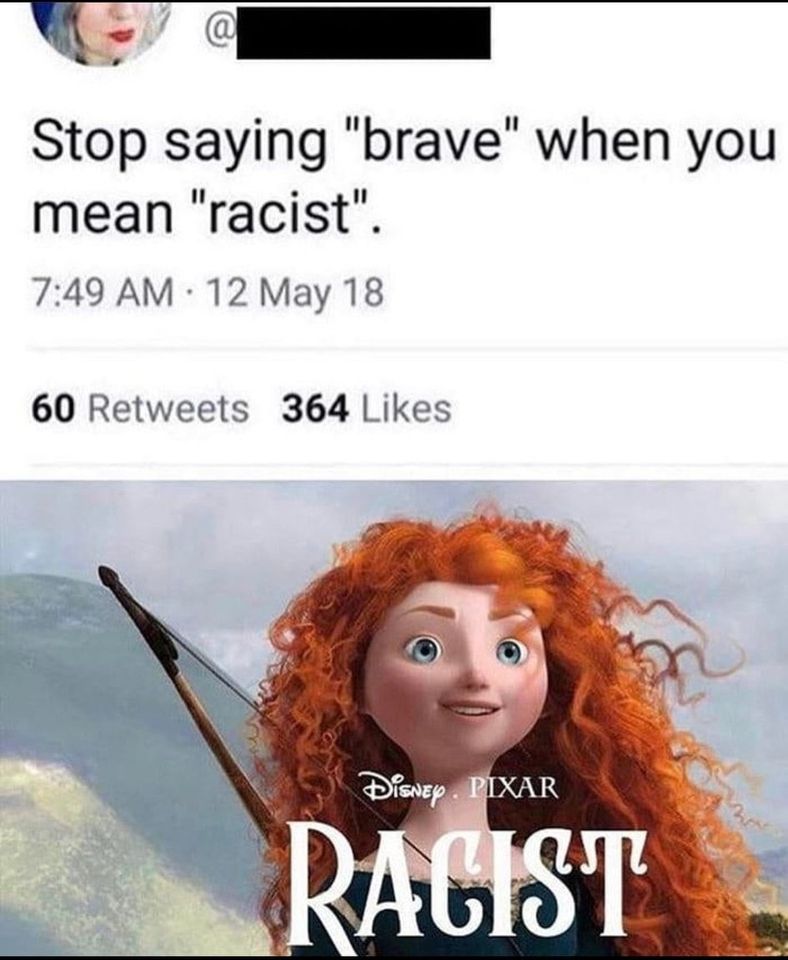 @
Stop saying "brave" when you
mean "racist".
7:49 AM · 12 May 18
60 Retweets 364 Likes
Disney . PIXAR
RACIST